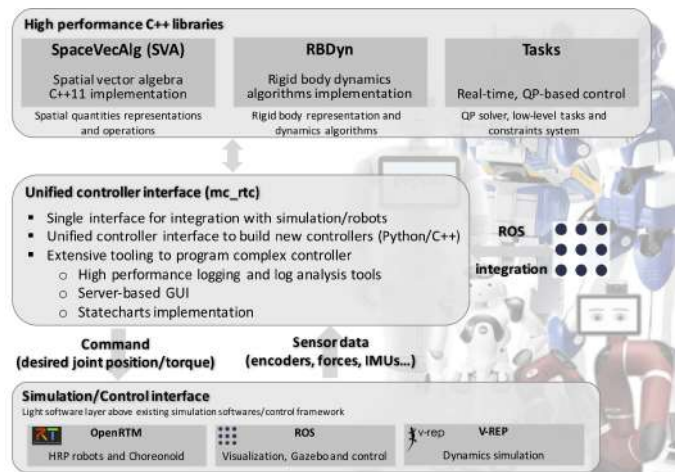 High performance C++ libraries
SpaceVecAlg (SVA)
Spatial vector algebra
C++11 implementation
Spatial quantities representations
and operations
RBDyn
Rigid body dynamics
algorithms implementation
Rigid body representation and
dynamics algorithms
Tasks
Real-time, QP-based control
QP solver, low-level tasks and
constraints system
Unified controller interface (mc_rtc)
▪ Single interface for integration with simulation/robots
▪ Unified controller interface to build new controllers (Python/C++)
▪ Extensive tooling to program complex controller
o High performance logging and log analysis tools
o Server-based GUI
o Statecharts implementation
ROS
integration
Command
(desired joint position/torque)
Sensor data
(encoders, forces, IMUs...)
Simulation/Control interface
Light software layer above existing simulation softwares/control framework
RT
OpenRTM
HRP robots and Choreonoid
ROS
Visualization, Gazebo and control
v-rep
V-REP
Dynamics simulation